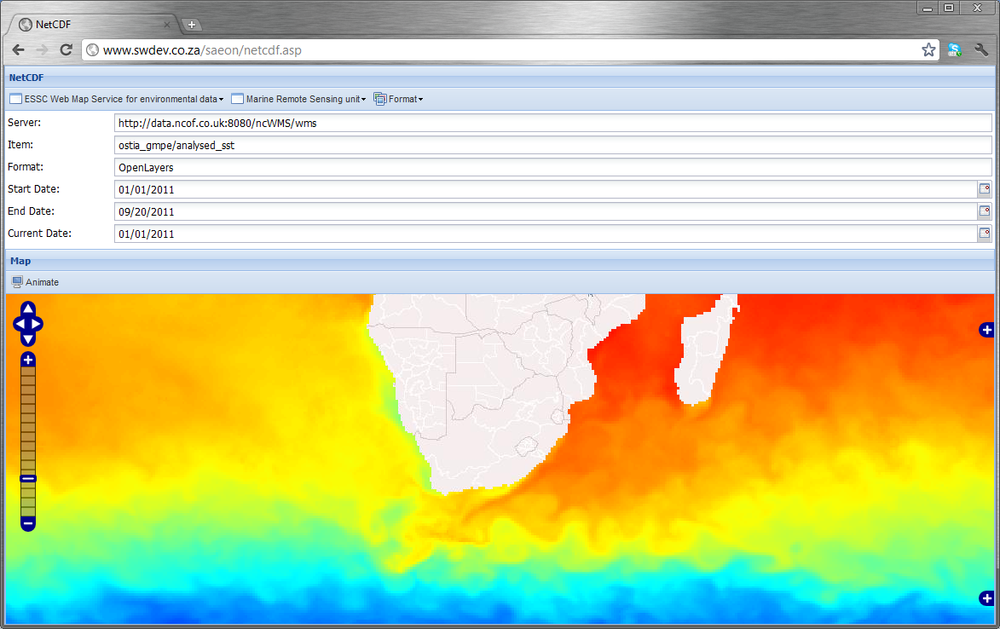 NetCDF
www.swdev.co.za/saeon/netcdf.asp
NetCDF
ESSC Web Map Service for environmental data Marine Remote Sensing unit Format
Server: http://data.ncof.co.uk:8080/ncWMS/wms
Item: ostia_gmpe/analysed_sst
Format: OpenLayers
Start Date: 01/01/2011
End Date: 09/20/2011
Current Date: 01/01/2011
Map
Animate